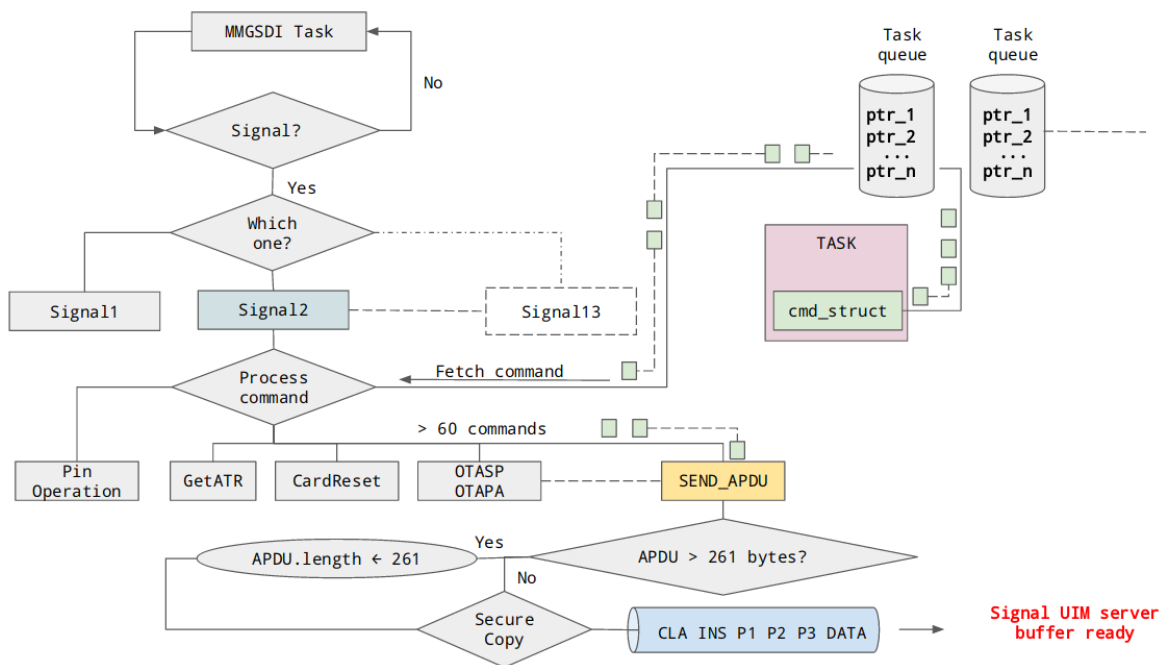 MMGSDI Task
No
Signal?
Yes
Which
one?
Signal1
Signal2
Signal13
Process
command
Fetch command
> 60 commands
Pin
Operation
GetATR
CardReset
OTASP
OTAPA
SEND_APDU
APDU > 261 bytes?
Yes
APDU.length ← 261
No
Secure
Copy
CLA INS P1 P2 P3 DATA
Signal UIM server
buffer ready
Task
queue
ptr_1
ptr_2
...
ptr_n
Task
queue
ptr_1
ptr_2
...
ptr_n
TASK
cmd_struct